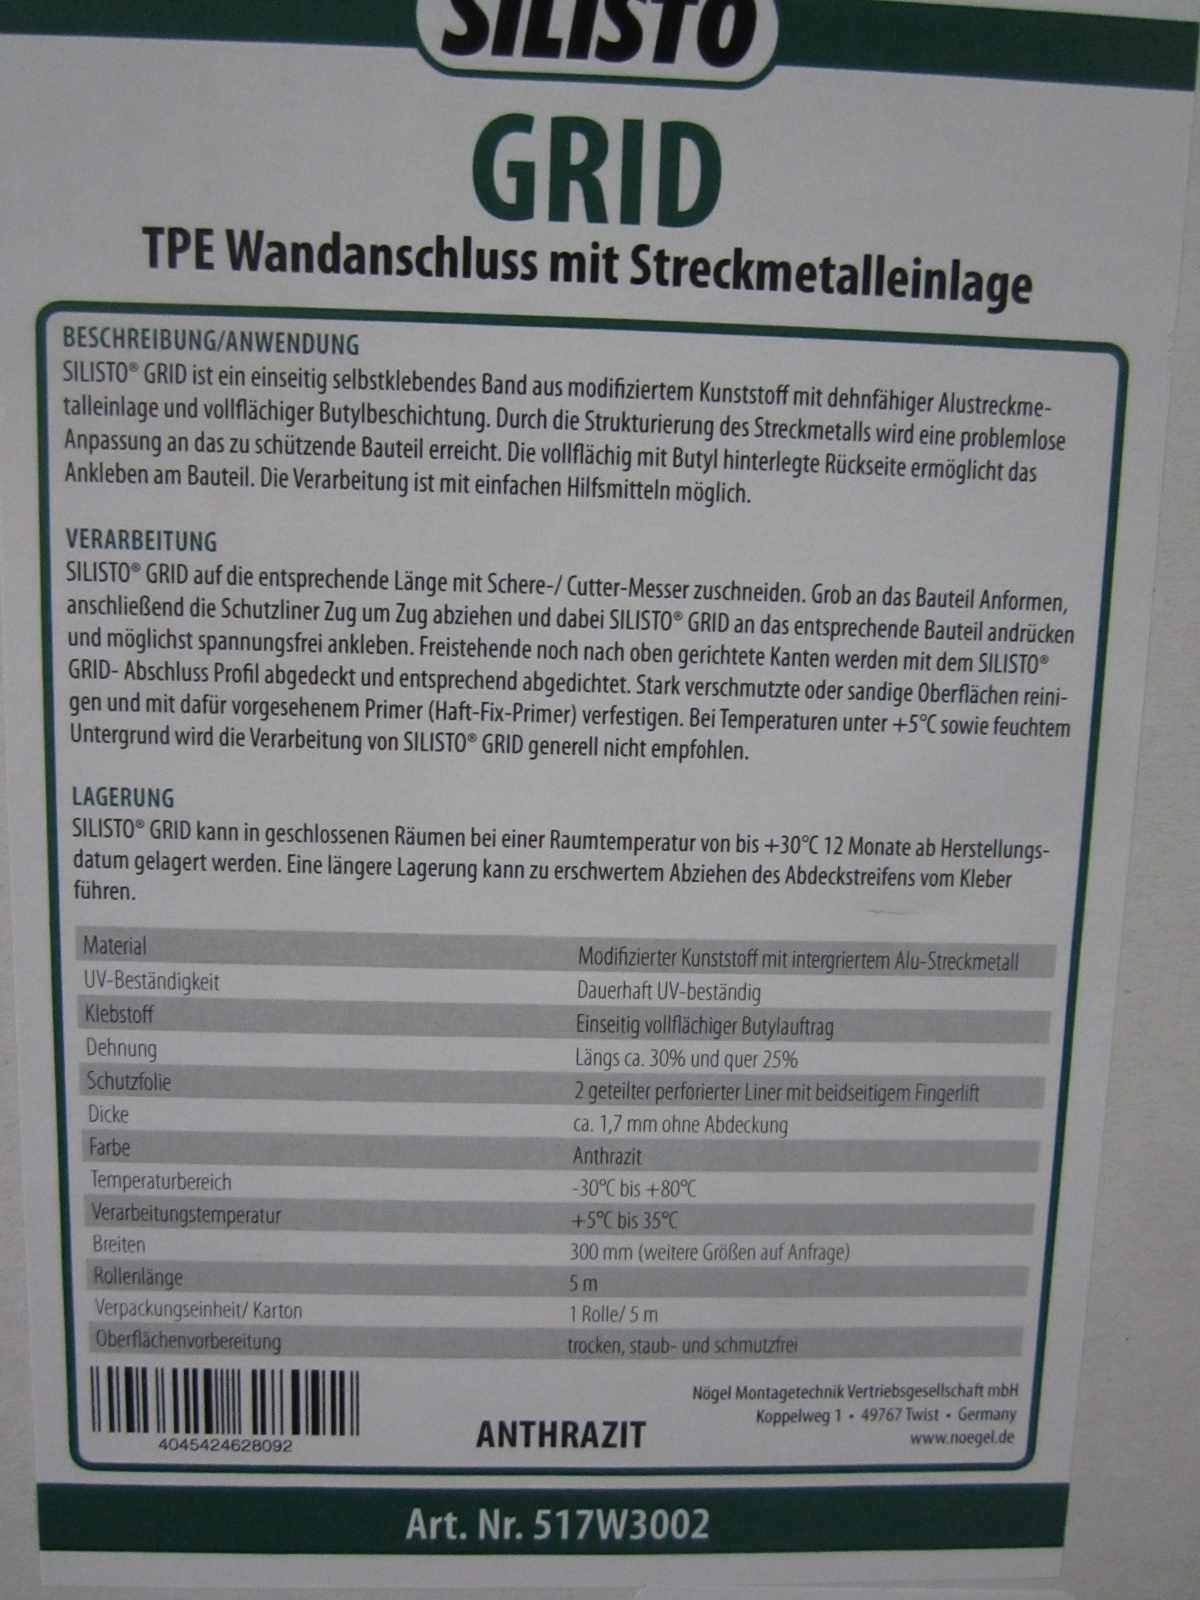 SILISTO
GRID
TPE Wandanschluss mit Streckmetalleinlage
BESCHREIBUNG/ANWENDUNG
SILISTO® GRID ist ein einseitig selbstklebendes Band aus modifiziertem Kunststoff mit dehnfähiger Alustreckme-
talleinlage und vollflächiger Butylbeschichtung. Durch die Strukturierung des Streckmetalls wird eine problemlose
Anpassung an das zu schützende Bauteil erreicht. Die vollflächig mit Butyl hinterlegte Rückseite ermöglicht das
Ankleben am Bauteil. Die Verarbeitung ist mit einfachen Hilfsmitteln möglich.
VERARBEITUNG
SILISTO® GRID auf die entsprechende Länge mit Schere-/ Cutter-Messer zuschneiden. Grob an das Bauteil Anformen,
anschließend die Schutzliner Zug um Zug abziehen und dabei SILISTO® GRID an das entsprechende Bauteil andrücken
und möglichst spannungsfrei ankleben. Freistehende noch nach oben gerichtete Kanten werden mit dem SILISTO®
GRID- Abschluss Profil abgedeckt und entsprechend abgedichtet. Stark verschmutzte oder sandige Oberflächen reini-
gen und mit dafür vorgesehenem Primer (Haft-Fix-Primer) verfestigen. Bei Temperaturen unter +5°C sowie feuchtem
Untergrund wird die Verarbeitung von SILISTO® GRID generell nicht empfohlen.
LAGERUNG
SILISTO® GRID kann in geschlossenen Räumen bei einer Raumtemperatur von bis +30°C 12 Monate ab Herstellungs-
datum gelagert werden. Eine längere Lagerung kann zu erschwertem Abziehen des Abdeckstreifens vom Kleber
führen.
Material Modifizierter Kunststoff mit intergriertem Alu-Streckmetall
UV-Beständigkeit Dauerhaft UV-beständig
Klebstoff Einseitig vollflächiger Butylauftrag
Dehnung Längs ca. 30% und quer 25%
Schutzfolie 2 geteilter perforierter Liner mit beidseitigem Fingerlift
Dicke ca. 1,7 mm ohne Abdeckung
Farbe Anthrazit
Temperaturbereich -30°C bis +80°C
Verarbeitungstemperatur +5°C bis 35°C
Breiten 300 mm (weitere Größen auf Anfrage)
Rollenlänge 5 m
Verpackungseinheit/ Karton 1 Rolle/ 5 m
Oberflächenvorbereitung trocken, staub- und schmutzfrei
4045424628092
ANTHRAZIT
Nögel Montagetechnik Vertriebsgesellschaft mbH
Koppelweg 1 • 49767 Twist • Germany
www.noegel.de
Art. Nr. 517W3002